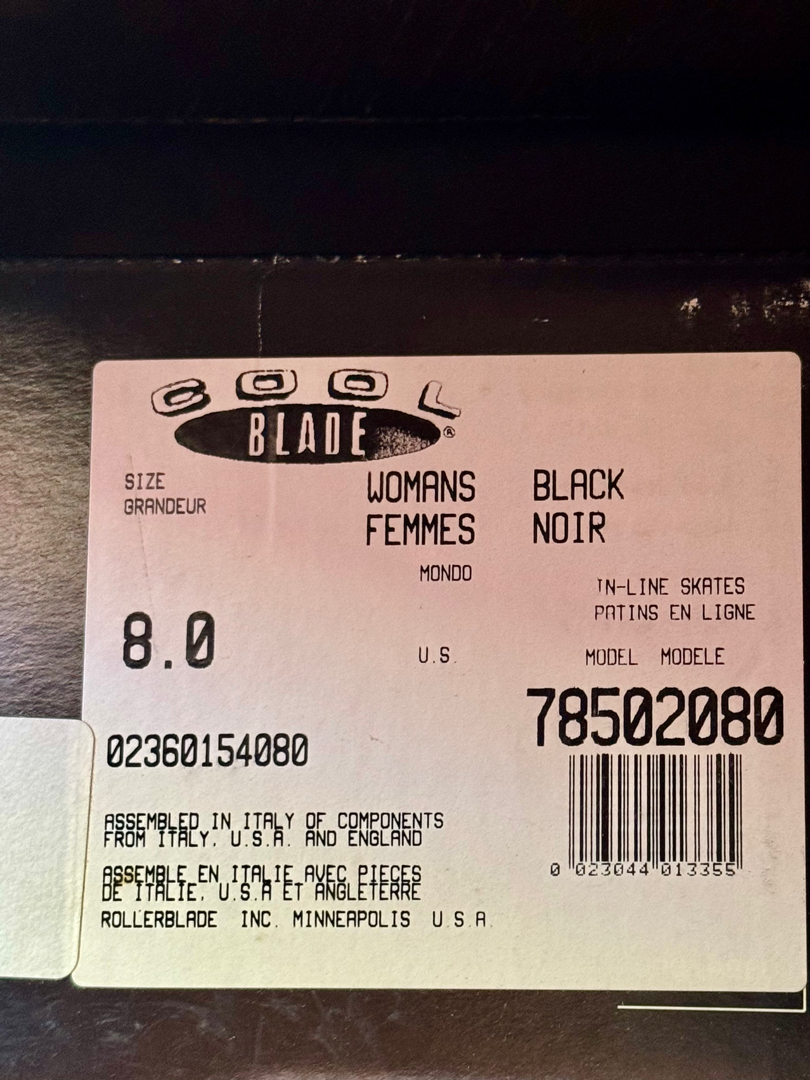 COOL
BLADE®
SIZE
GRANDEUR
WOMANS BLACK
FEMMES NOIR
MONDO
IN-LINE SKATES
PATINS EN LIGNE
8.0
U.S.
MODEL MODELE
78502080
02360154080
ASSEMBLED IN ITALY OF COMPONENTS
FROM ITALY, U.S.A. AND ENGLAND
0 023044 013355
ASSEMBLE EN ITALIE AVEC PIECES
DE ITALIE, U.S.A ET ANGLETERRE
ROLLERBLADE INC. MINNEAPOLIS U.S.A.